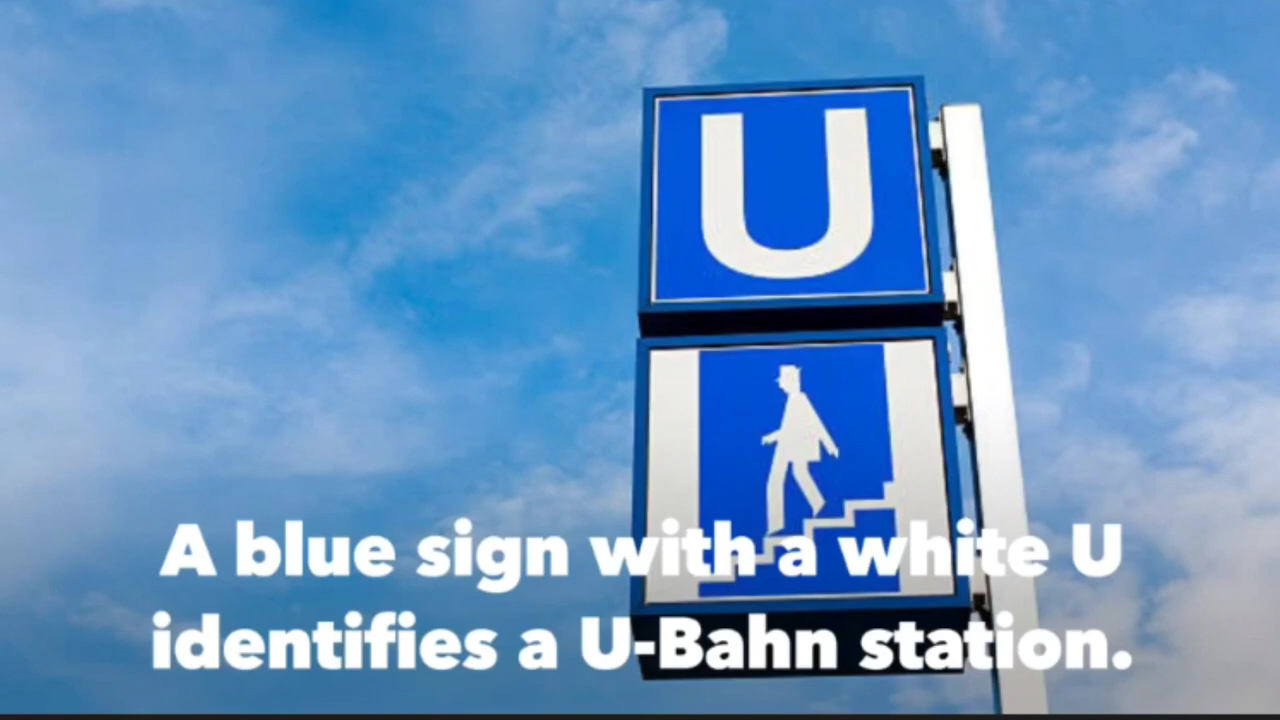 U
A blue sign with a white U
identifies a U-Bahn station.